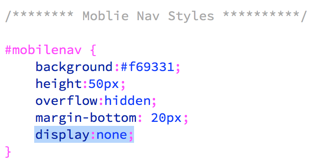 /******** Moblie Nav Styles **********/
#mobilenav {
background:#f69331;
height:50px;
overflow:hidden;
margin-bottom: 20px;
display:none;
}